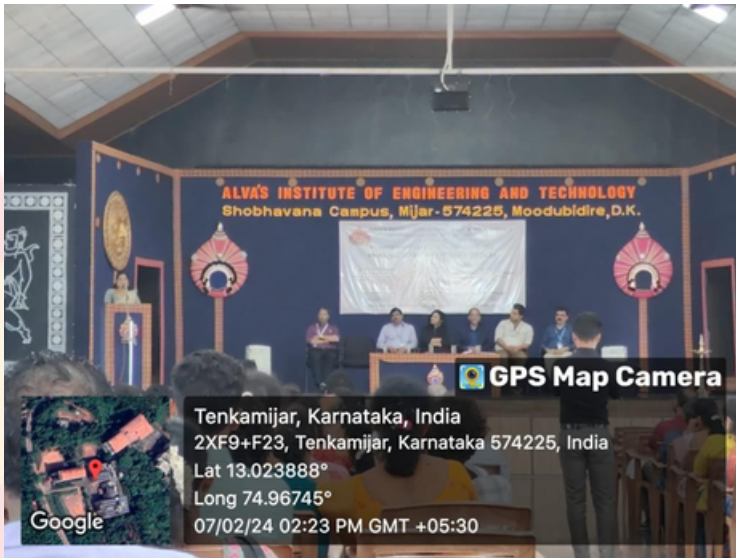 ALVA'S INSTITUTE OF ENGINEERING AND TECHNOLOGY
Shobhavana Campus, Mijar-574225, Moodubidire,D.K.
GPS Map Camera
Tenkamijar, Karnataka, India
2XF9+F23, Tenkamijar, Karnataka 574225, India
Lat 13.023888°
Long 74.96745°
07/02/24 02:23 PM GMT +05:30
Google